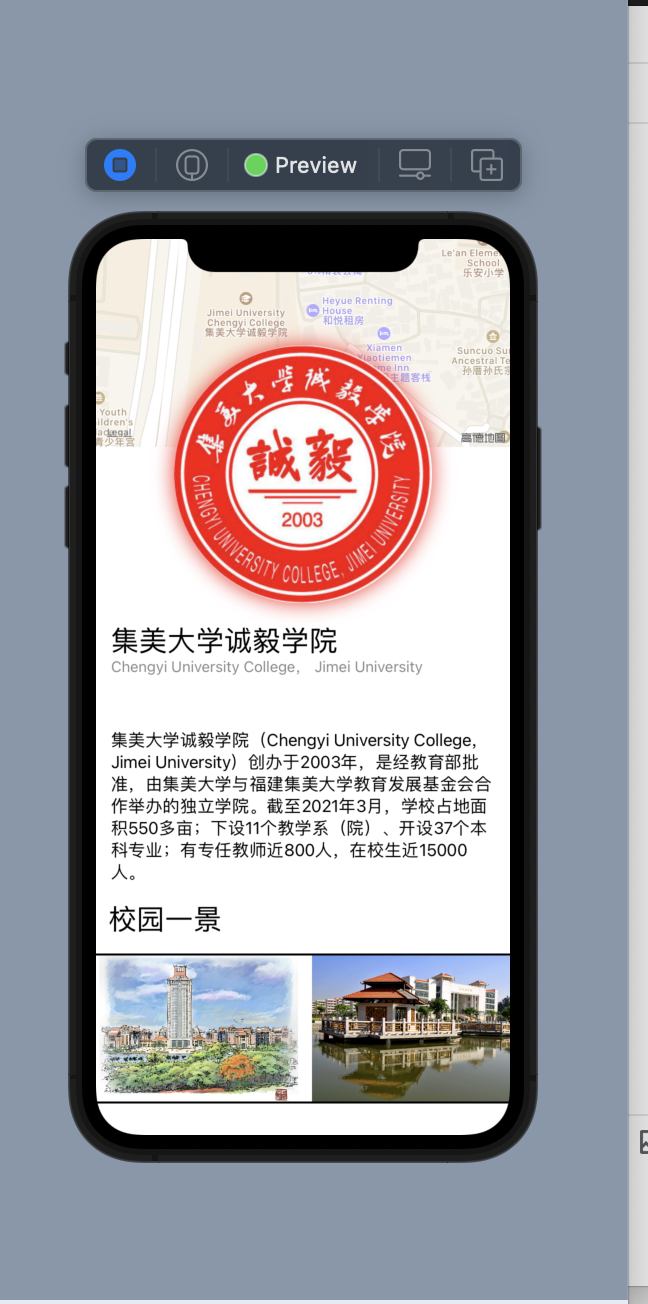 Preview
Le'an Elemen
School
乐安小学
Jimei University
Chengyi College
集美大学诚毅学院
Heyue Renting
House
和悦租房
Xiamen
Xiaotiemen
me Inn
主题客栈
Suncuo Su
Ancestral Te
孙厝孙氏宗
Youth
ildren's
Legal
青少年宫
高德地图
集美大学诚毅学院
誠毅
2003
CHENGYI UNIVERSITY COLLEGE, JIMEI UNIVERSITY
集美大学诚毅学院
Chengyi University College， Jimei University
集美大学诚毅学院（Chengyi University College，
Jimei University）创办于2003年，是经教育部批
准，由集美大学与福建集美大学教育发展基金会合
作举办的独立学院。截至2021年3月，学校占地面
积550多亩；下设11个教学系（院）、开设37个本
科专业；有专任教师近800人，在校生近15000
人。
校园一景